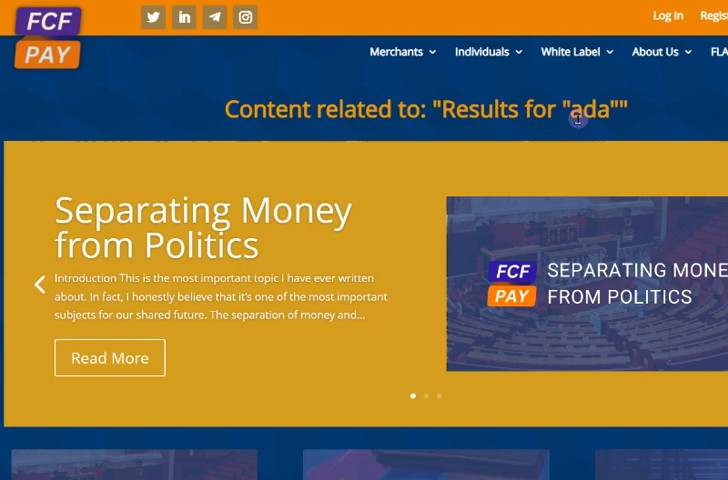 FCF
PAY
Log In
Merchants
Individuals
White Label
About Us
Content related to: "Results for "ada""
Separating Money
from Politics
Introduction This is the most important topic I have ever written
about. In fact, I honestly believe that it's one of the most important
subjects for our shared future. The separation of money and...
Read More
FCF
PAY
SEPARATING
FROM POLITICS